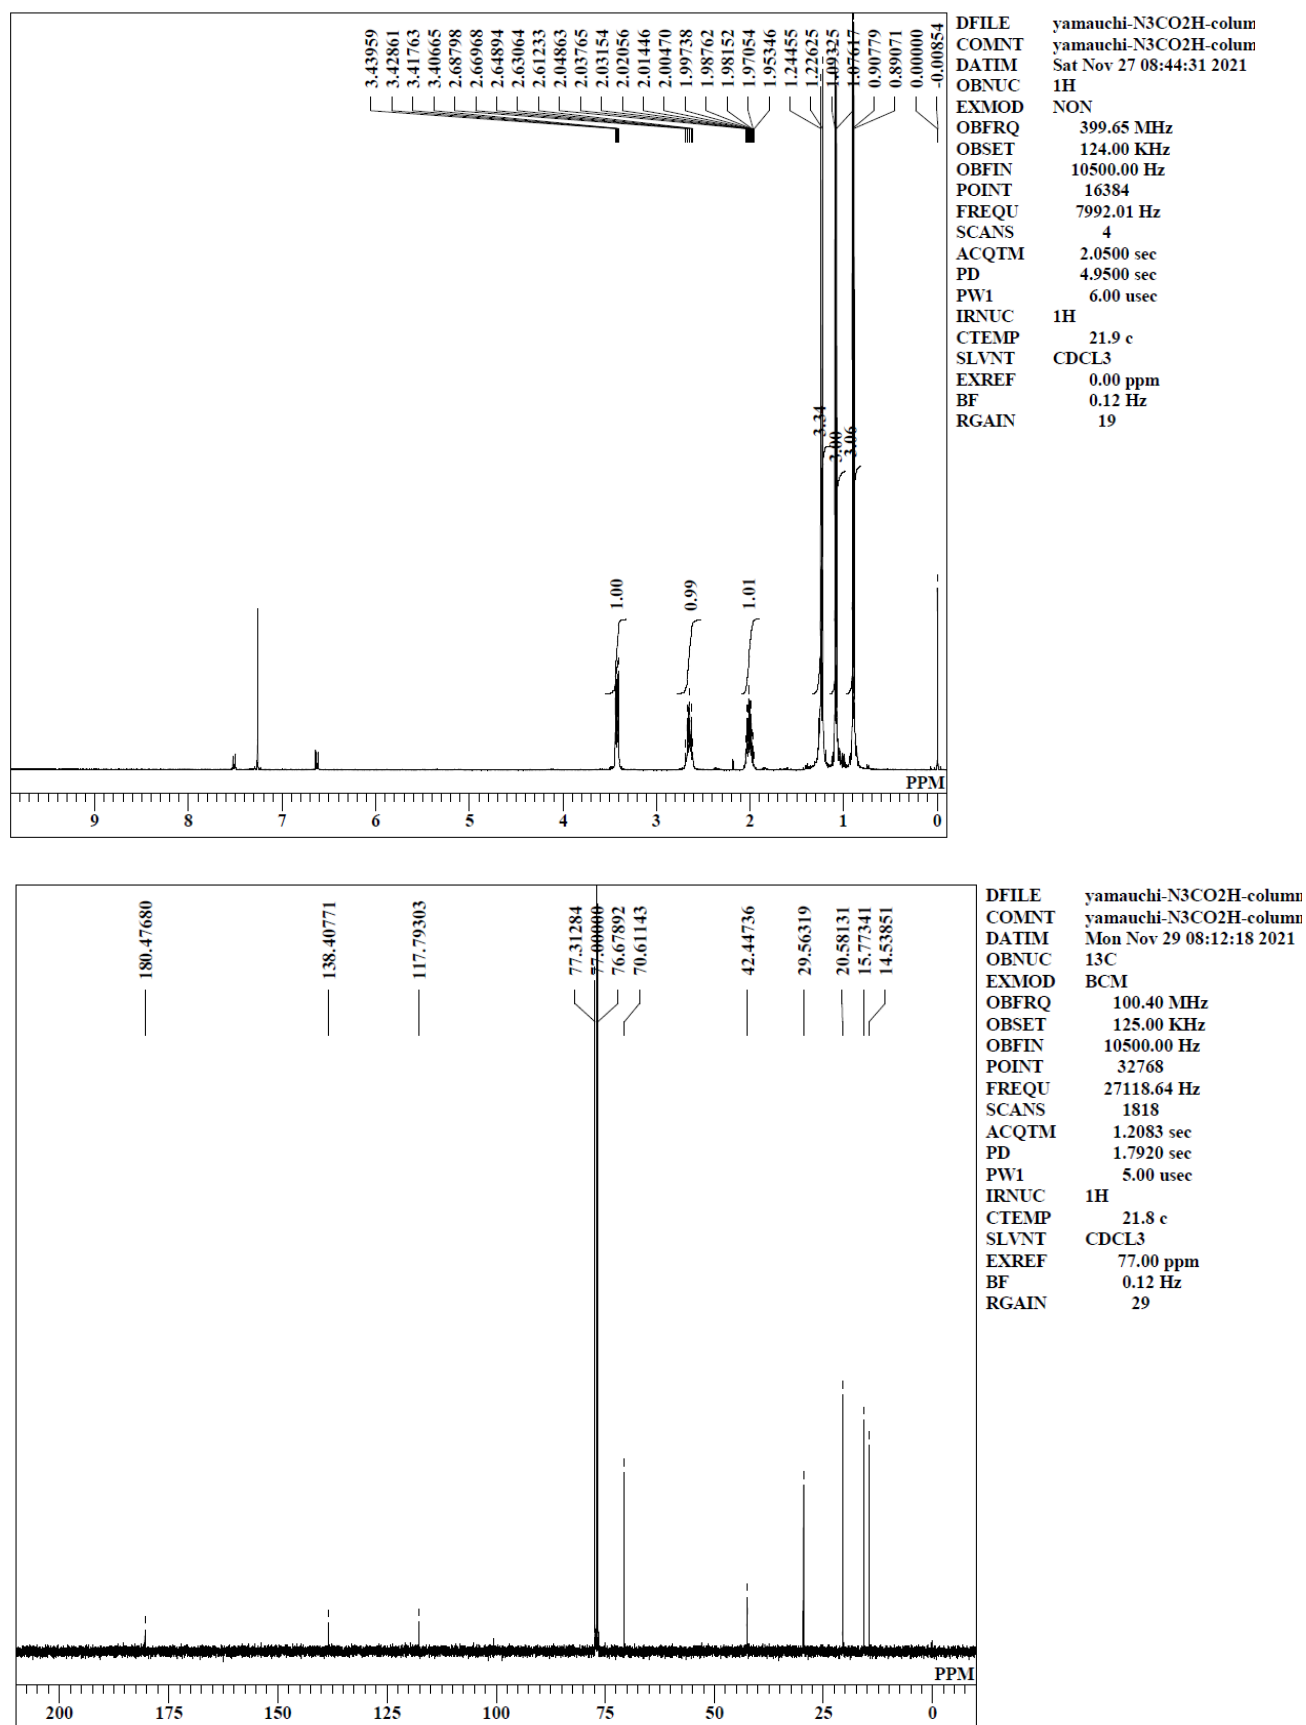 3.43959
3.42861
3.41763
3.40665
2.68798
2.66968
2.64894
2.63064
2.61233
2.04863
2.03765
2.03154
2.02056
2.01446
2.00470
1.99738
1.98762
1.98152
1.97054
1.95346
1.24455
1.22625
1.09325
1.07617
0.90779
0.89071
0.00000
-0.00854
DFILE yamauchi-N3CO2H-colum
COMNT yamauchi-N3CO2H-colum
DATIM Sat Nov 27 08:44:31 2021
OBNUC 1H
EXMOD NON
OBFRQ 399.65 MHz
OBSET 124.00 KHz
OBFIN 10500.00 Hz
POINT 16384
FREQU 7992.01 Hz
SCANS 4
ACQTM 2.0500 sec
PD 4.9500 sec
PW1 6.00 usec
IRNUC 1H
CTEMP 21.9 c
SLVNT CDCL3
EXREF 0.00 ppm
BF 0.12 Hz
RGAIN 19
1.00
0.99
1.01
3.34
3.00
3.06
PPM
9 8 7 6 5 4 3 2 1 0
180.47680
138.40771
117.79303
77.31284
77.00000
76.67892
70.61143
42.44736
29.56319
20.58131
15.77341
14.53851
DFILE yamauchi-N3CO2H-column
COMNT yamauchi-N3CO2H-column
DATIM Mon Nov 29 08:12:18 2021
OBNUC 13C
EXMOD BCM
OBFRQ 100.40 MHz
OBSET 125.00 KHz
OBFIN 10500.00 Hz
POINT 32768
FREQU 27118.64 Hz
SCANS 1818
ACQTM 1.2083 sec
PD 1.7920 sec
PW1 5.00 usec
IRNUC 1H
CTEMP 21.8 c
SLVNT CDCL3
EXREF 77.00 ppm
BF 0.12 Hz
RGAIN 29
PPM
200 175 150 125 100 75 50 25 0